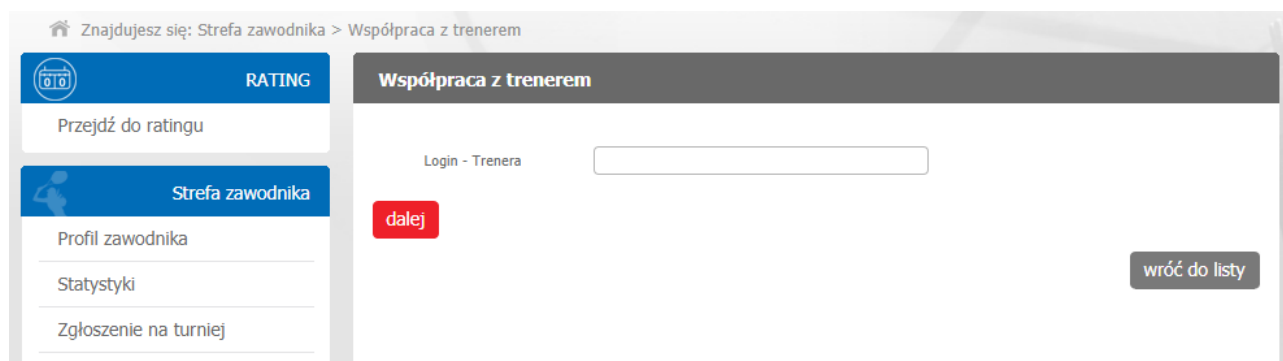 Znajdujesz się: Strefa zawodnika > Współpraca z trenerem
RATING
Przejdź do ratingu
Strefa zawodnika
Profil zawodnika
Statystyki
Zgłoszenie na turniej
Współpraca z trenerem
Login - Trenera
dalej
wróć do listy